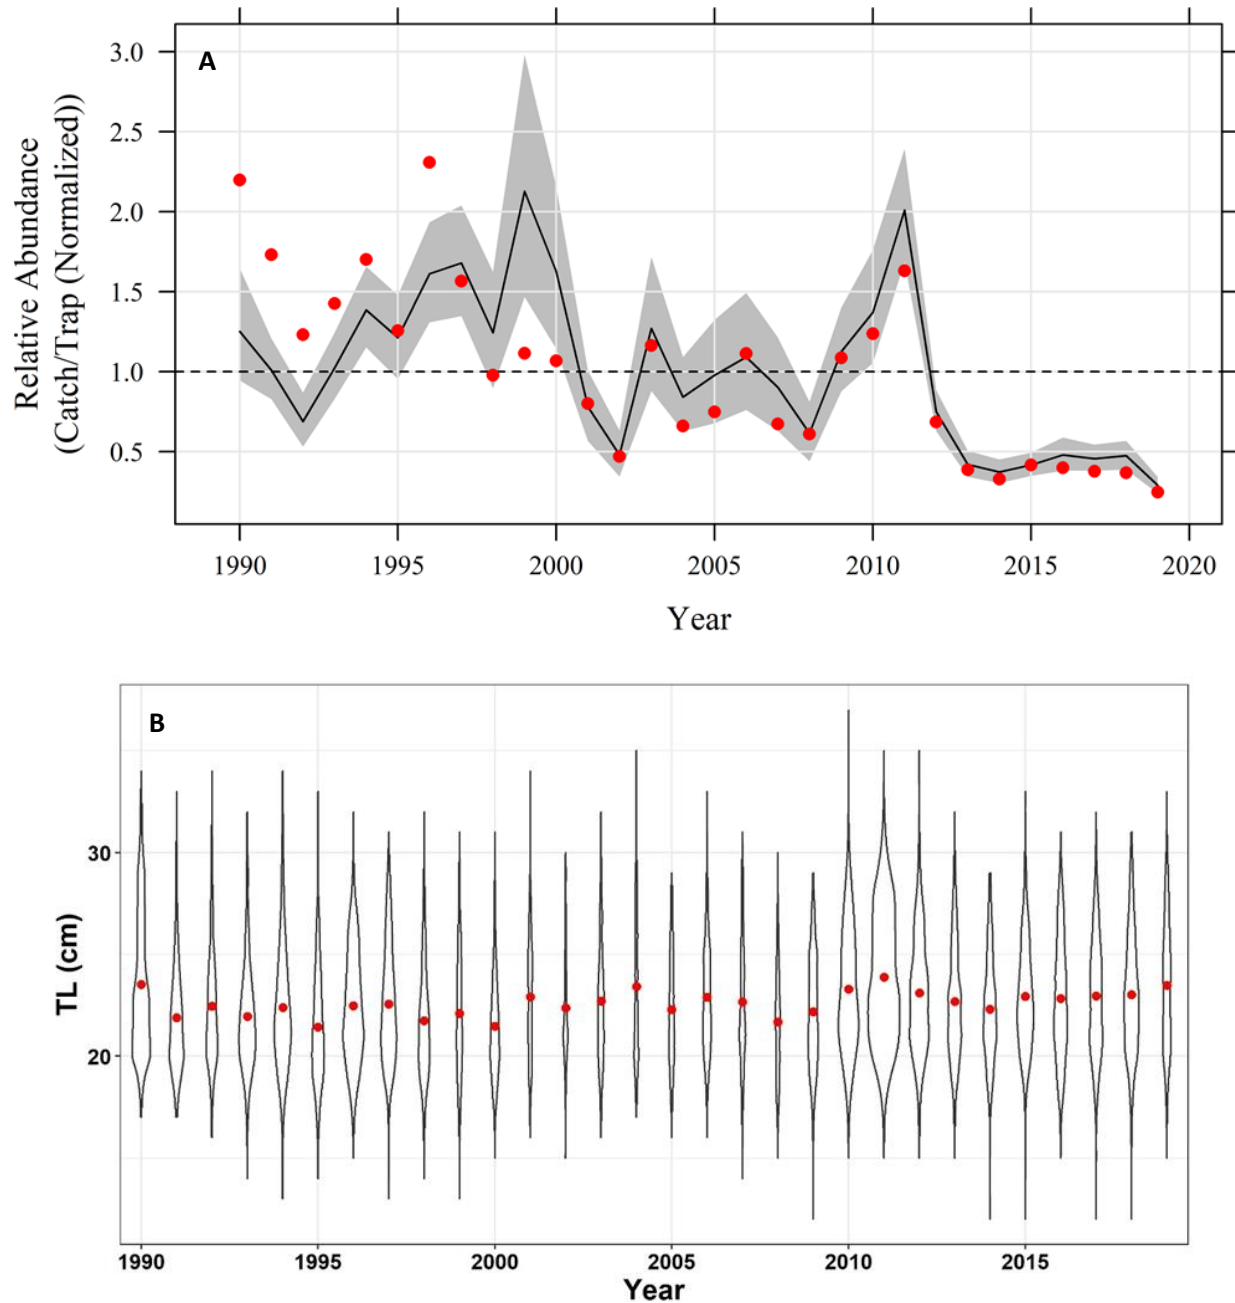 A
Relative Abundance
(Catch/Trap (Normalized))
3.0
2.5
2.0
1.5
1.0
0.5
1990 1995 2000 2005 2010 2015 2020
Year
B
TL (cm)
30
20
1990 1995 2000 2005 2010 2015
Year